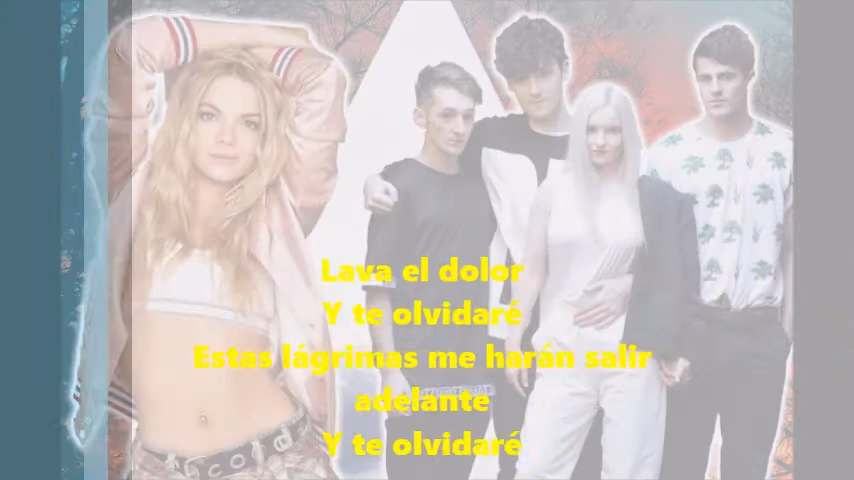 Lava el dolor
Y te olvidaré
Estas lágrimas me harán salir
adelante
Y te olvidaré